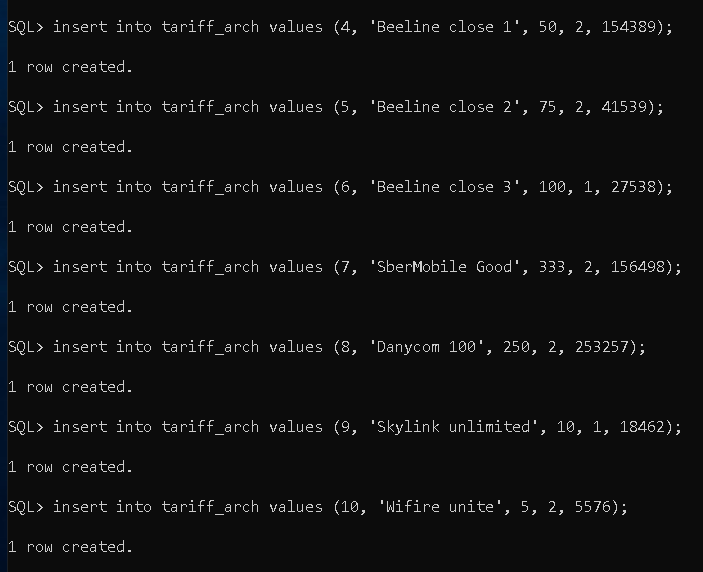 SQL> insert into tariff_arch values (4, 'Beeline close 1', 50, 2, 154389);
1 row created.
SQL> insert into tariff_arch values (5, 'Beeline close 2', 75, 2, 41539);
1 row created.
SQL> insert into tariff_arch values (6, 'Beeline close 3', 100, 1, 27538);
1 row created.
SQL> insert into tariff_arch values (7, 'SberMobile Good', 333, 2, 156498);
1 row created.
SQL> insert into tariff_arch values (8, 'Danycom 100', 250, 2, 253257);
1 row created.
SQL> insert into tariff_arch values (9, 'Skylink unlimited', 10, 1, 18462);
1 row created.
SQL> insert into tariff_arch values (10, 'Wifire unite', 5, 2, 5576);
1 row created.